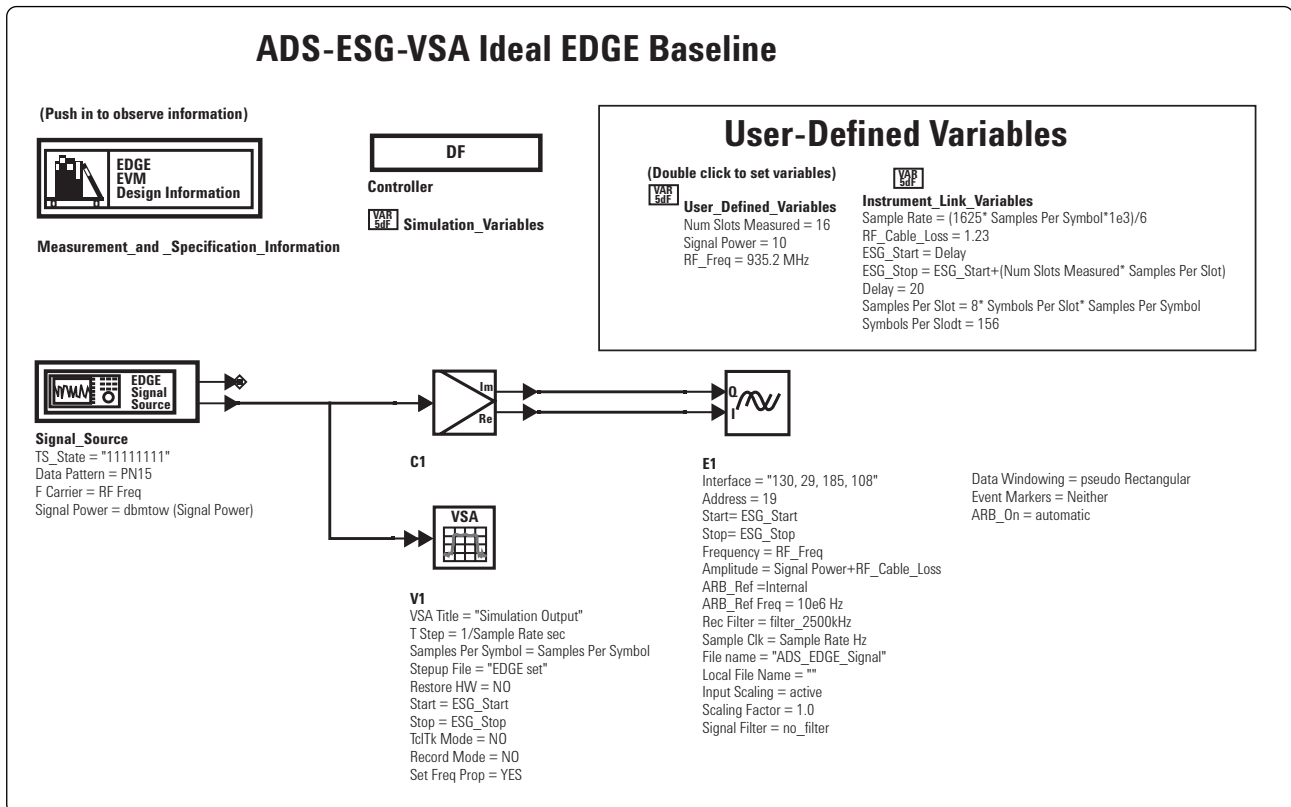 ADS-ESG-VSA Ideal EDGE Baseline
(Push in to observe information)
EDGE
EVM
Design Information
Measurement_and _Specification_Information
DF
Controller
VAR
5dF
Simulation_Variables
User-Defined Variables
(Double click to set variables)
VAR
5dF
User_Defined_Variables
Num Slots Measured = 16
Signal Power = 10
RF_Freq = 935.2 MHz
VAR
5dF
Instrument_Link_Variables
Sample Rate = (1625* Samples Per Symbol*1e3)/6
RF_Cable_Loss = 1.23
ESG_Start = Delay
ESG_Stop = ESG_Start+(Num Slots Measured* Samples Per Slot)
Delay = 20
Samples Per Slot = 8* Symbols Per Slot* Samples Per Symbol
Symbols Per Slodt = 156
EDGE
Signal
Source
Signal_Source
TS_State = "11111111"
Data Pattern = PN15
F Carrier = RF Freq
Signal Power = dbmtow (Signal Power)
Im
Re
C1
VSA
V1
VSA Title = "Simulation Output"
T Step = 1/Sample Rate sec
Samples Per Symbol = Samples Per Symbol
Stepup File = "EDGE set"
Restore HW = NO
Start = ESG_Start
Stop = ESG_Stop
TclTk Mode = NO
Record Mode = NO
Set Freq Prop = YES
Q
I
E1
Interface = "130, 29, 185, 108"
Address = 19
Start= ESG_Start
Stop= ESG_Stop
Frequency = RF_Freq
Amplitude = Signal Power+RF_Cable_Loss
ARB_Ref =Internal
ARB_Ref Freq = 10e6 Hz
Rec Filter = filter_2500kHz
Sample Clk = Sample Rate Hz
File name = "ADS_EDGE_Signal"
Local File Name = ""
Input Scaling = active
Scaling Factor = 1.0
Signal Filter = no_filter
Data Windowing = pseudo Rectangular
Event Markers = Neither
ARB_On = automatic